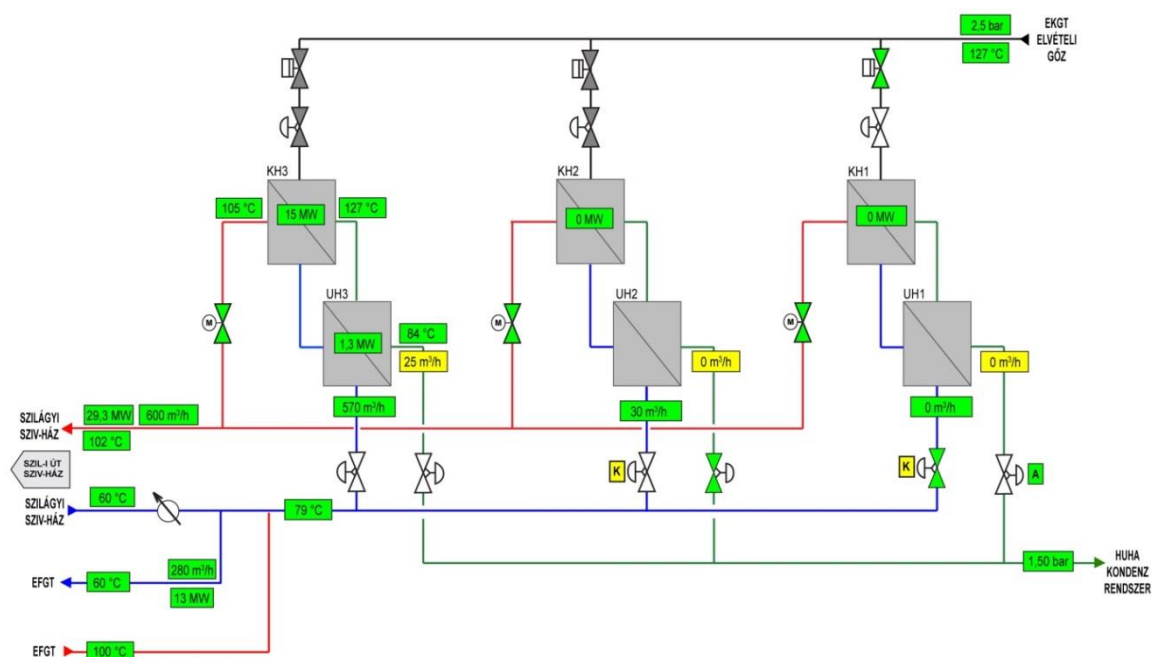 2,5 bar
127 °C
EKGT
ELVÉTELI
GŐZ
KH3
KH2
KH1
105 °C
15 MW
127 °C
0 MW
0 MW
UH3
UH2
UH1
M
M
M
1,3 MW
84 °C
25 m³/h
0 m³/h
0 m³/h
SZILÁGYI
SZIV-HÁZ
29,3 MW
600 m³/h
102 °C
570 m³/h
30 m³/h
0 m³/h
SZIL-I ÚT
SZIV-HÁZ
K
K
A
SZILÁGYI
SZIV-HÁZ
60 °C
79 °C
EFGT
60 °C
280 m³/h
13 MW
1,50 bar
HUHA
KONDENZ
RENDSZER
EFGT
100 °C